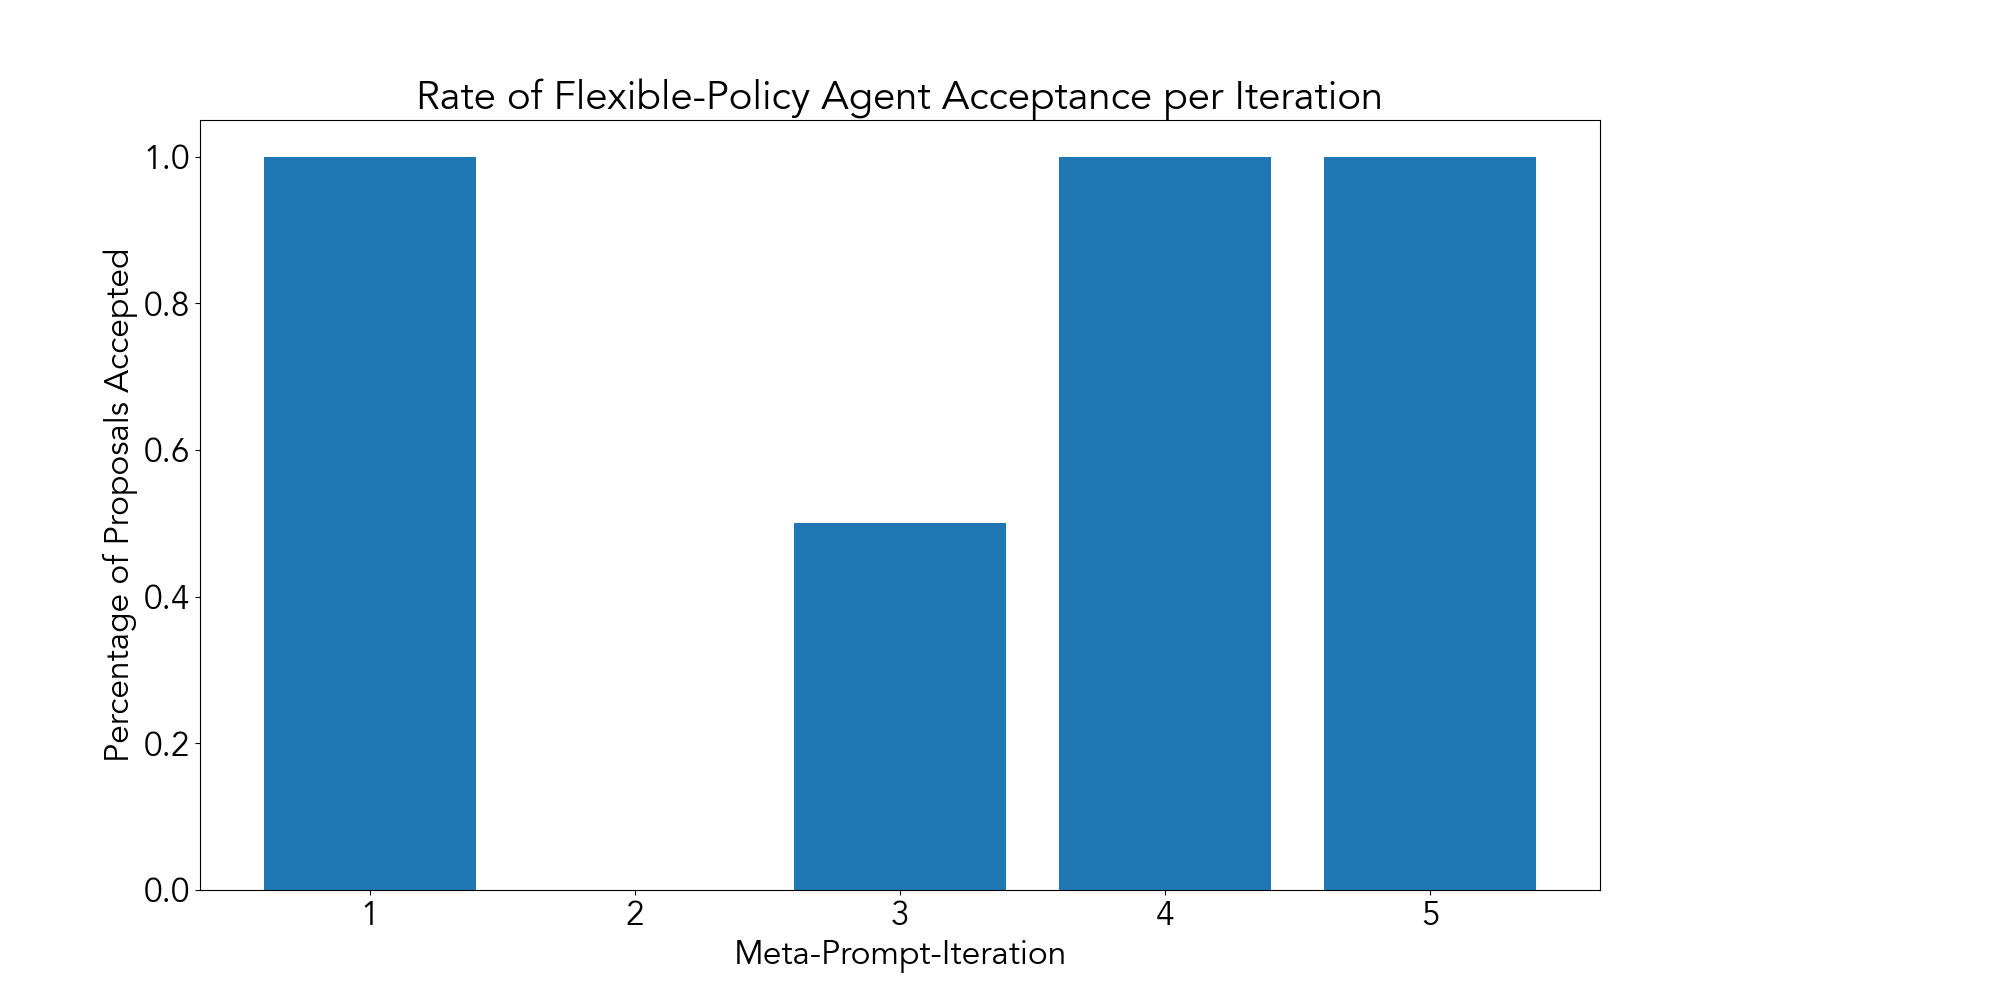 Rate of Flexible-Policy Agent Acceptance per Iteration
Percentage of Proposals Accepted
1.0
0.8
0.6
0.4
0.2
0.0
1 2 3 4 5
Meta-Prompt-Iteration